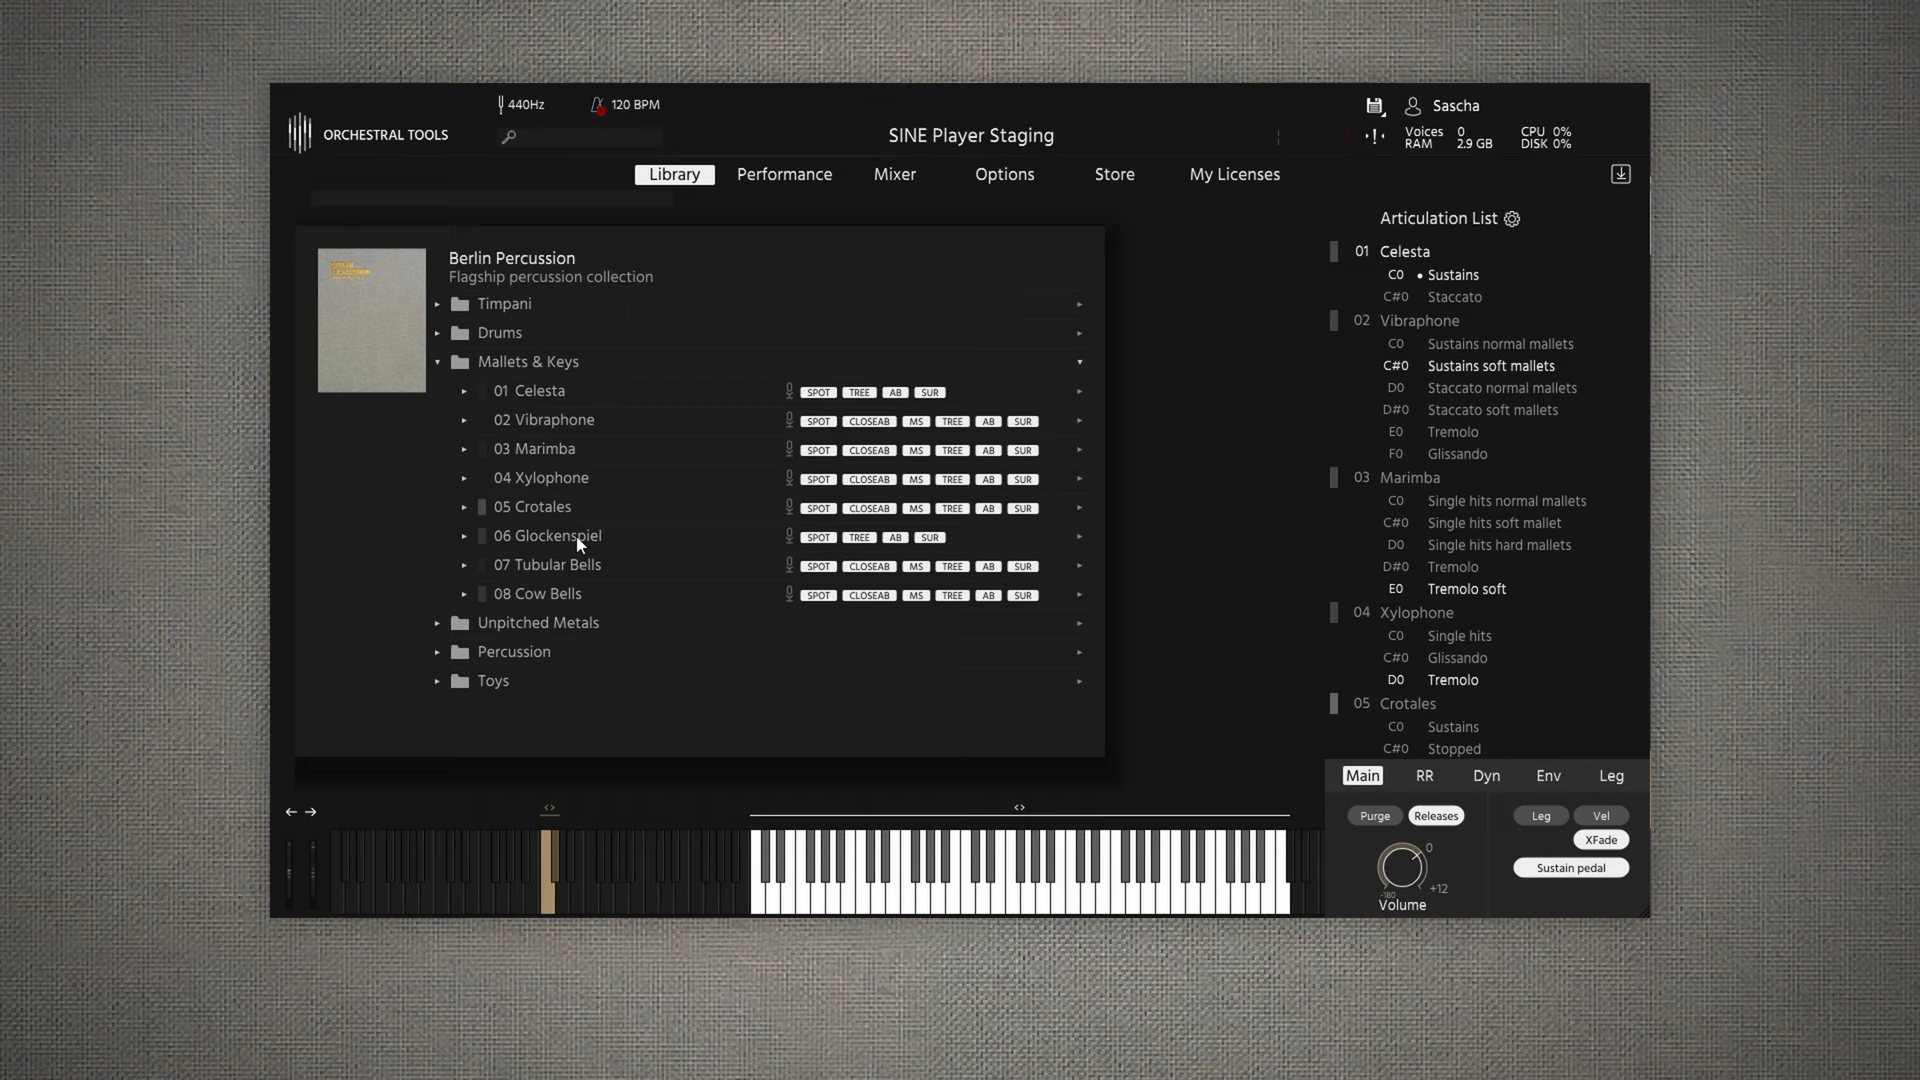 440Hz
120 BPM
Sascha
ORCHESTRAL TOOLS
SINE Player Staging
Voices 0
RAM 2.9 GB
CPU 0%
DISK 0%
Library Performance Mixer Options Store My Licenses
Berlin Percussion
Flagship percussion collection
Timpani
Drums
Mallets & Keys
01 Celesta SPOT TREE AB SUR
02 Vibraphone SPOT CLOSEAB MS TREE AB SUR
03 Marimba SPOT CLOSEAB MS TREE AB SUR
04 Xylophone SPOT CLOSEAB MS TREE AB SUR
05 Crotales SPOT CLOSEAB MS TREE AB SUR
06 Glockenspiel SPOT TREE AB SUR
07 Tubular Bells SPOT CLOSEAB MS TREE AB SUR
08 Cow Bells SPOT CLOSEAB MS TREE AB SUR
Unpitched Metals
Percussion
Toys
Articulation List
01 Celesta
C0 • Sustains
C#0 Staccato
02 Vibraphone
C0 Sustains normal mallets
C#0 Sustains soft mallets
D0 Staccato normal mallets
D#0 Staccato soft mallets
E0 Tremolo
F0 Glissando
03 Marimba
C0 Single hits normal mallets
C#0 Single hits soft mallet
D0 Single hits hard mallets
D#0 Tremolo
E0 Tremolo soft
04 Xylophone
C0 Single hits
C#0 Glissando
D0 Tremolo
05 Crotales
C0 Sustains
C#0 Stopped
Main RR Dyn Env Leg
Purge Releases Leg Vel
XFade
Sustain pedal
0
-180 +12
Volume